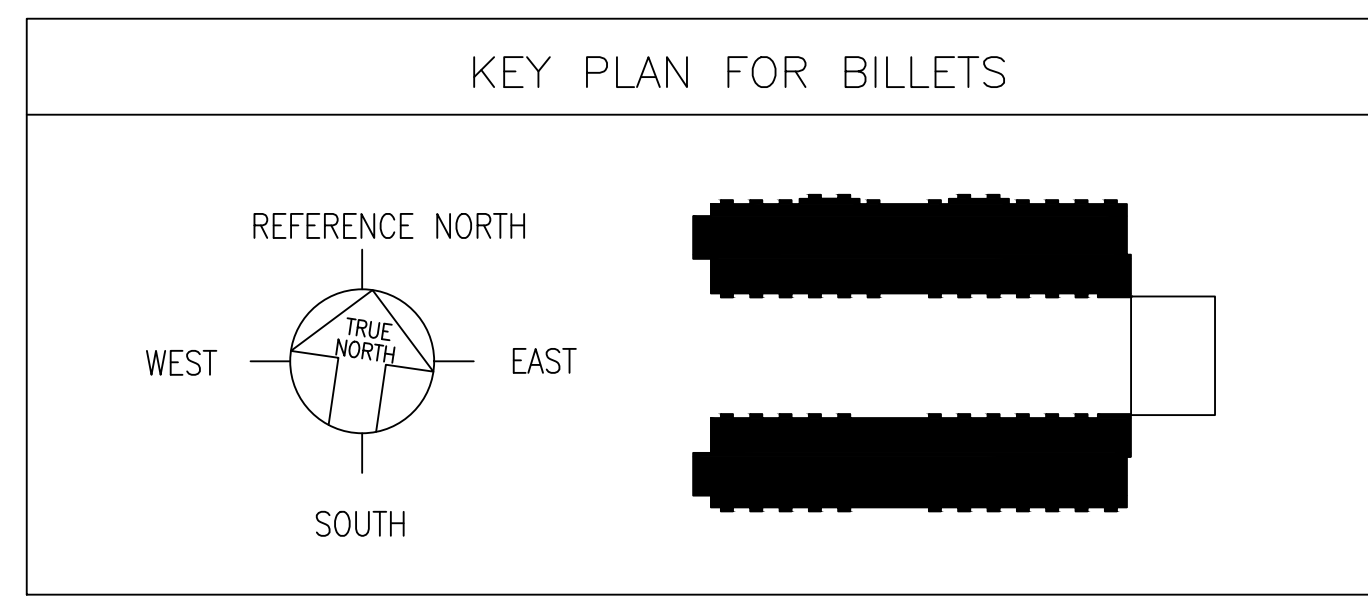 KEY PLAN FOR BILLETS
REFERENCE NORTH
TRUE
NORTH
WEST
EAST
SOUTH